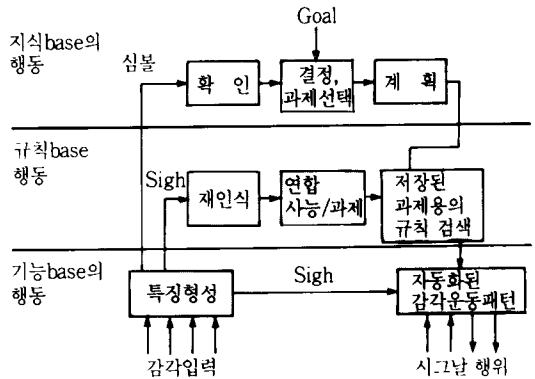 Goal
지식base의
행동
심볼
확 인
결정,
과제선택
계 획
규칙base
행동
Sigh
재인식
연합
사능/과제
저장된
과제용의
규칙 검색
기능base의
행동
특징형성
Sigh
자동화된
감각운동패턴
감각입력
시그날 행위